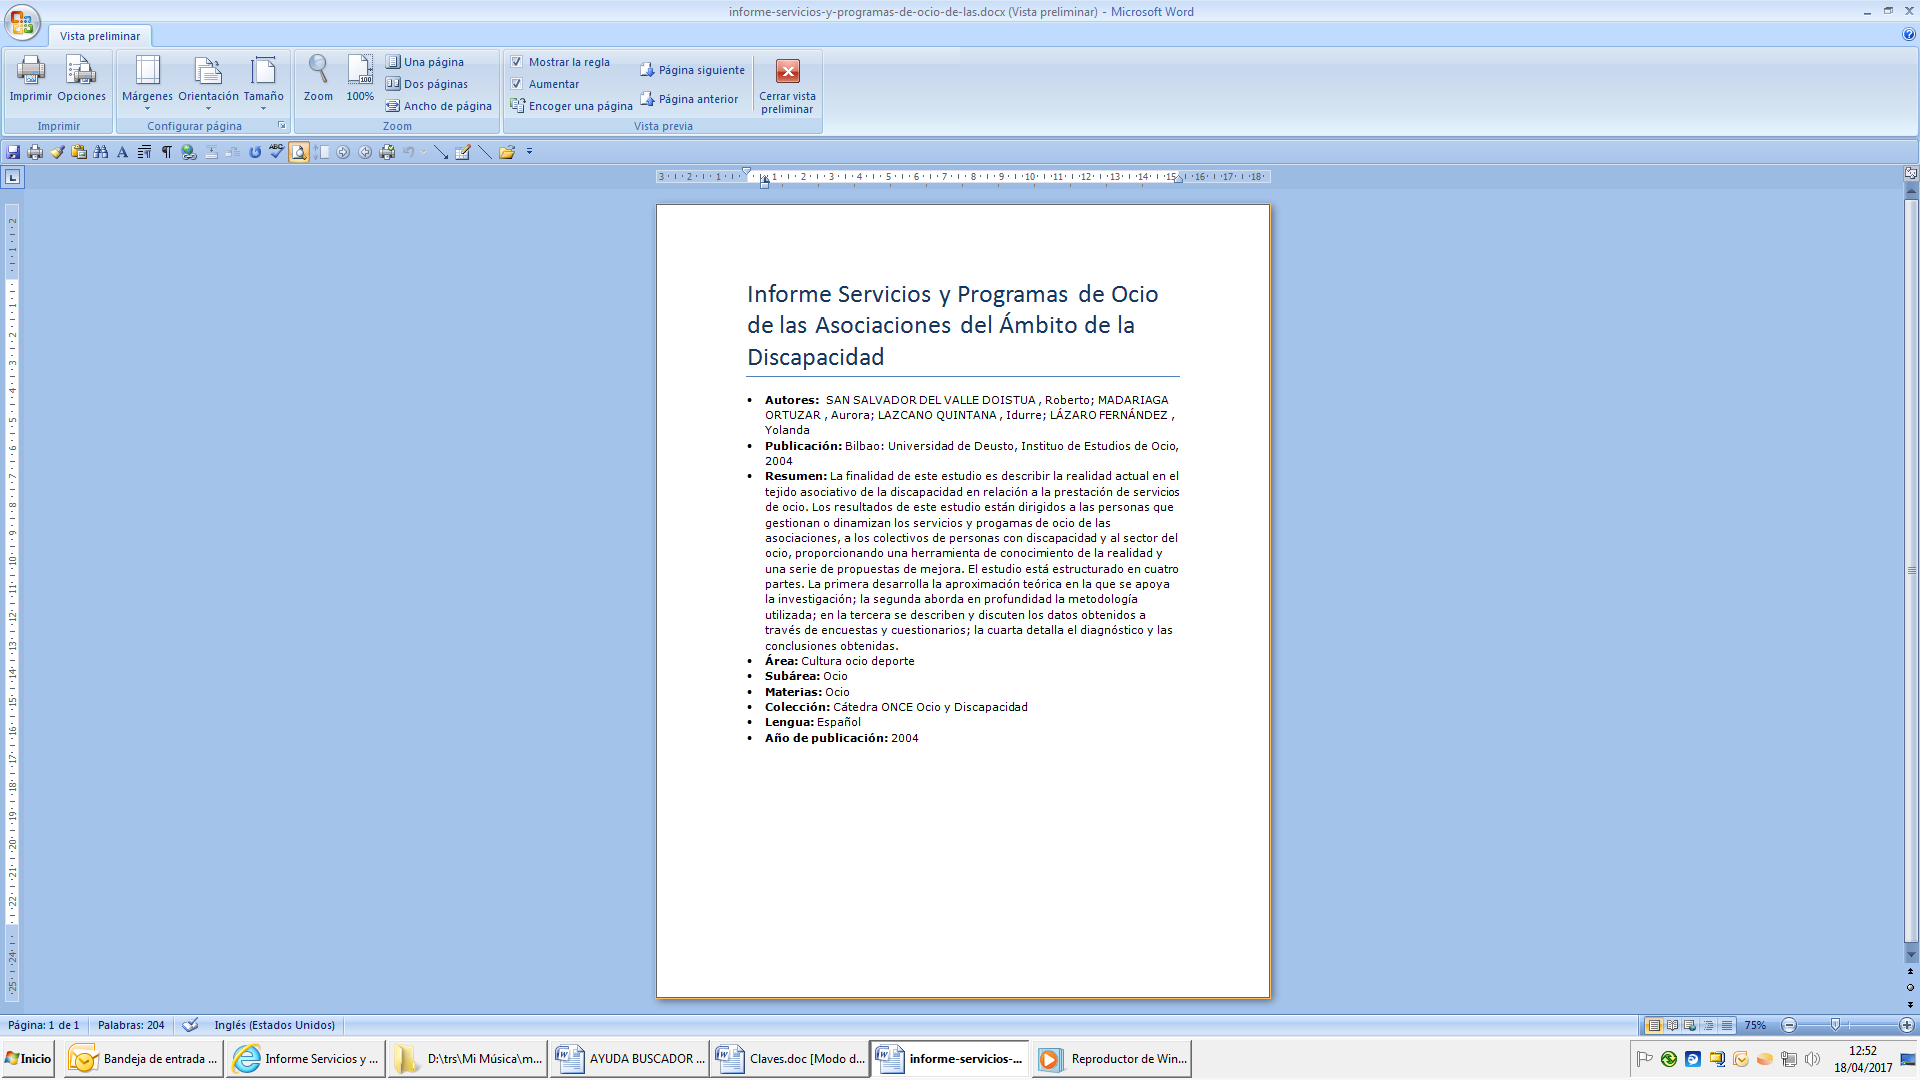 informe-servicios-y-programas-de-ocio-de-las.docx (Vista preliminar) - Microsoft Word
Vista preliminar
Imprimir
Opciones
Imprimir
Márgenes
Orientación
Tamaño
Configurar página
Zoom
100%
Una página
Dos páginas
Ancho de página
Zoom
Mostrar la regla
Aumentar
Encoger una página
Página siguiente
Página anterior
Vista previa
Cerrar vista
preliminar
Informe Servicios y Programas de Ocio
de las Asociaciones del Ámbito de la
Discapacidad
• Autores: SAN SALVADOR DEL VALLE DOISTUA , Roberto; MADARIAGA
ORTUZAR , Aurora; LAZCANO QUINTANA , Idurre; LÁZARO FERNÁNDEZ ,
Yolanda
• Publicación: Bilbao: Universidad de Deusto, Instituo de Estudios de Ocio,
2004
• Resumen: La finalidad de este estudio es describir la realidad actual en el
tejido asociativo de la discapacidad en relación a la prestación de servicios
de ocio. Los resultados de este estudio están dirigidos a las personas que
gestionan o dinamizan los servicios y progamas de ocio de las
asociaciones, a los colectivos de personas con discapacidad y al sector del
ocio, proporcionando una herramienta de conocimiento de la realidad y
una serie de propuestas de mejora. El estudio está estructurado en cuatro
partes. La primera desarrolla la aproximación teórica en la que se apoya
la investigación; la segunda aborda en profundidad la metodología
utilizada; en la tercera se describen y discuten los datos obtenidos a
través de encuestas y cuestionarios; la cuarta detalla el diagnóstico y las
conclusiones obtenidas.
• Área: Cultura ocio deporte
• Subárea: Ocio
• Materias: Ocio
• Colección: Cátedra ONCE Ocio y Discapacidad
• Lengua: Español
• Año de publicación: 2004
Página: 1 de 1
Palabras: 204
Inglés (Estados Unidos)
75%
Inicio
Bandeja de entrada ...
Informe Servicios y ...
D:\trs\Mi Música\m...
AYUDA BUSCADOR ...
Claves.doc [Modo d...
informe-servicios-...
Reproductor de Win...
12:52
18/04/2017